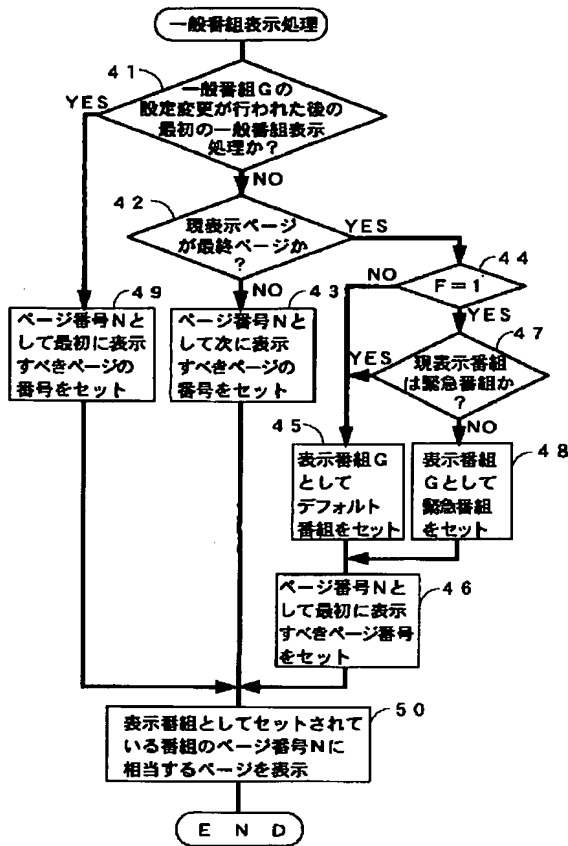 一般番組表示処理
41
一般番組Gの
設定変更が行われた後の
最初の一般番組表示
処理か?
YES
NO
42
現表示ページ
が最終ページか
?
YES
NO
44
F=1
NO
YES
49
ページ番号Nと
して最初に表示
すべきページの
番号をセット
43
ページ番号Nと
して次に表示
すべきページの
番号をセット
47
現表示番組
は緊急番組か
?
YES
NO
45
表示番組G
として
デフォルト
番組をセット
48
表示番組
Gとして
緊急番組
をセット
46
ページ番号Nと
して最初に表示
すべきページ番号
をセット
50
表示番組としてセットされて
いる番組のページ番号Nに
相当するページを表示
END